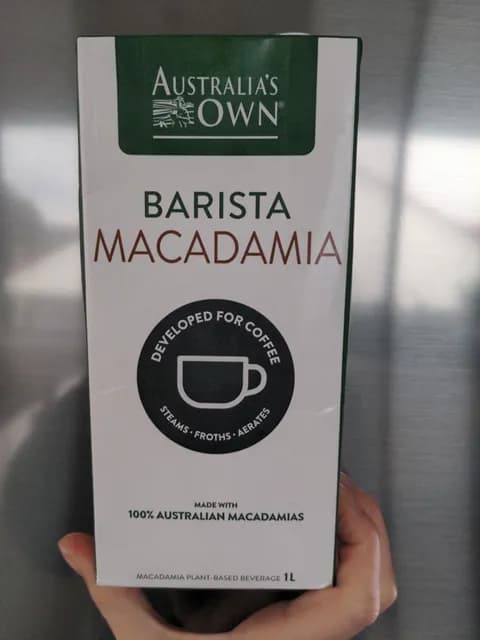 AUSTRALIA'S
OWN®
BARISTA
MACADAMIA
DEVELOPED FOR COFFEE
STEAMS • FROTHS • AERATES
MADE WITH
100% AUSTRALIAN MACADAMIAS
MACADAMIA PLANT-BASED BEVERAGE 1L